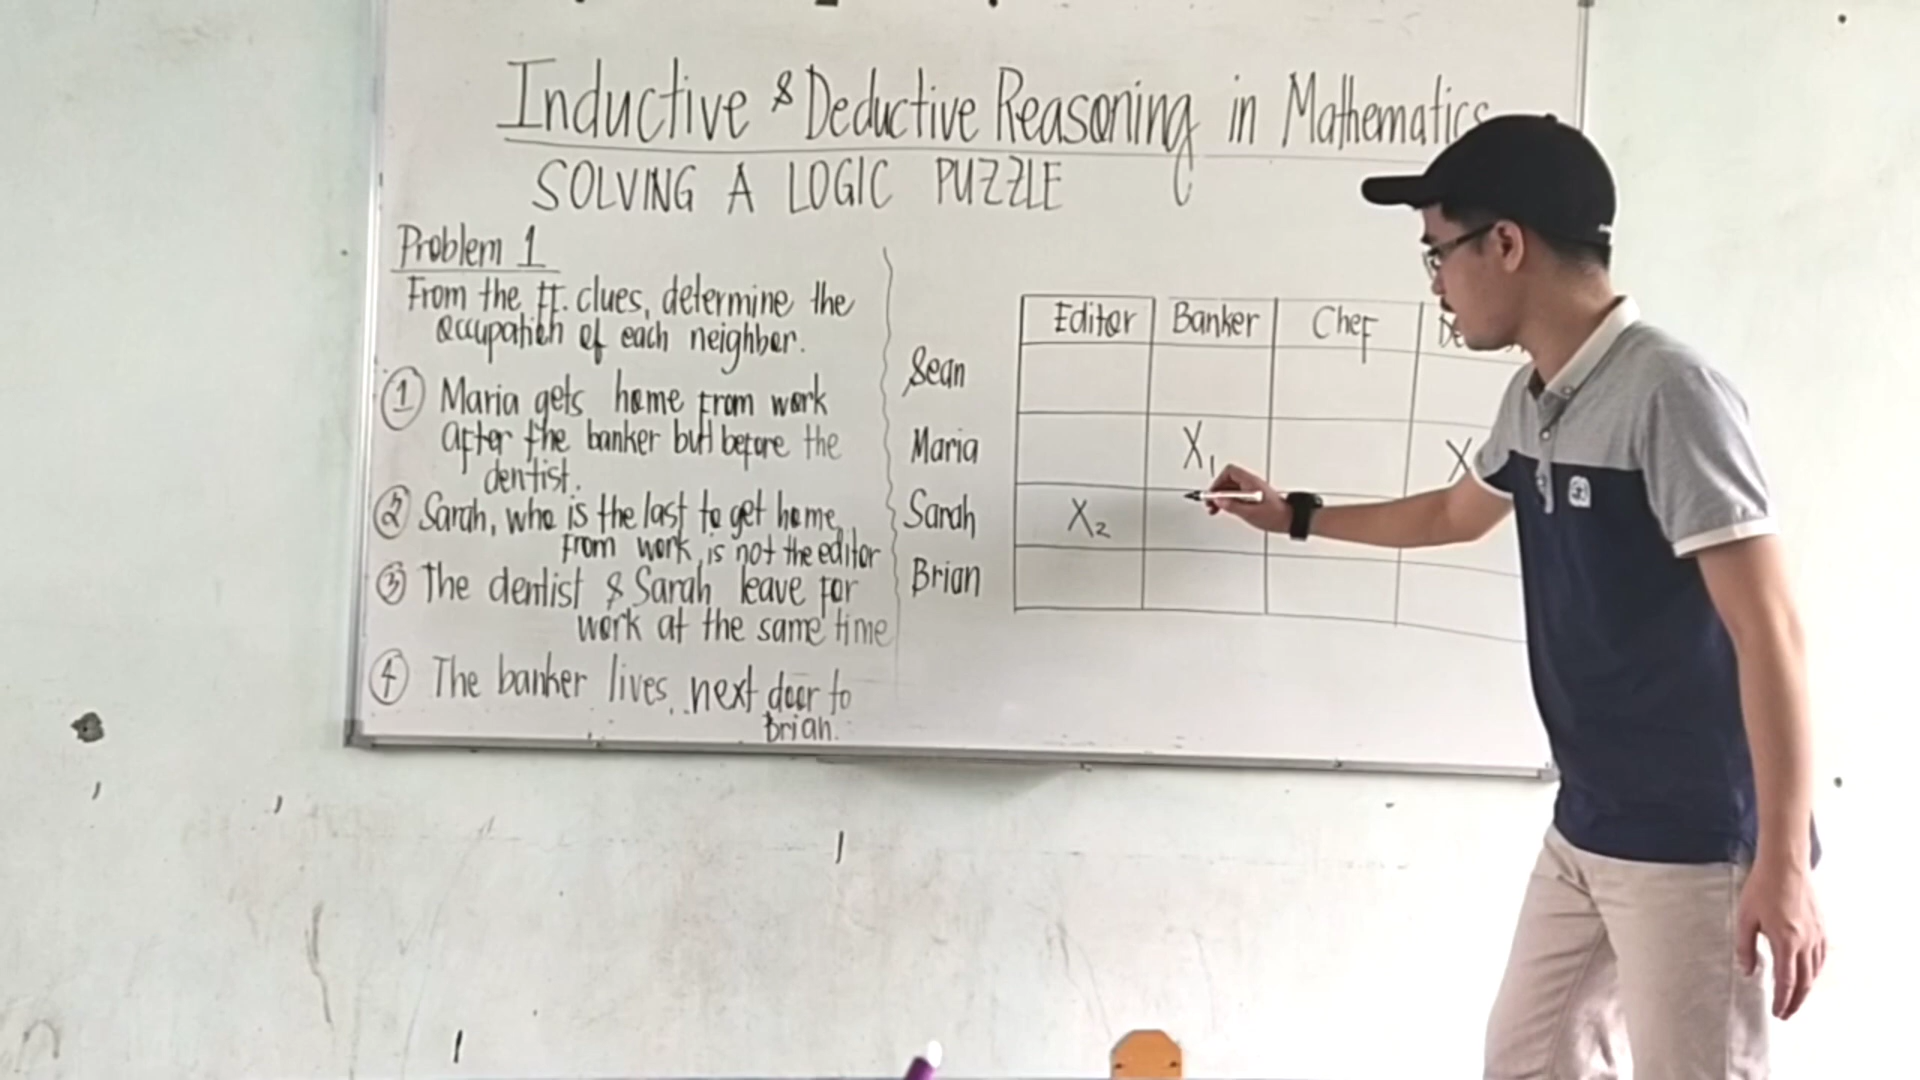 Inductive & Deductive Reasoning in Mathematics
SOLVING A LOGIC PUZZLE
Problem 1
From the ff. clues, determine the
occupation of each neighbor.
① Maria gets home from work
after the banker but before the
dentist.
② Sarah, who is the last to get home
from work, is not the editor
③ The dentist & Sarah leave for
work at the same time
④ The banker lives next door to
Brian.
Editor Banker Chef
Sean
Maria X₁ X
Sarah X₂
Brian